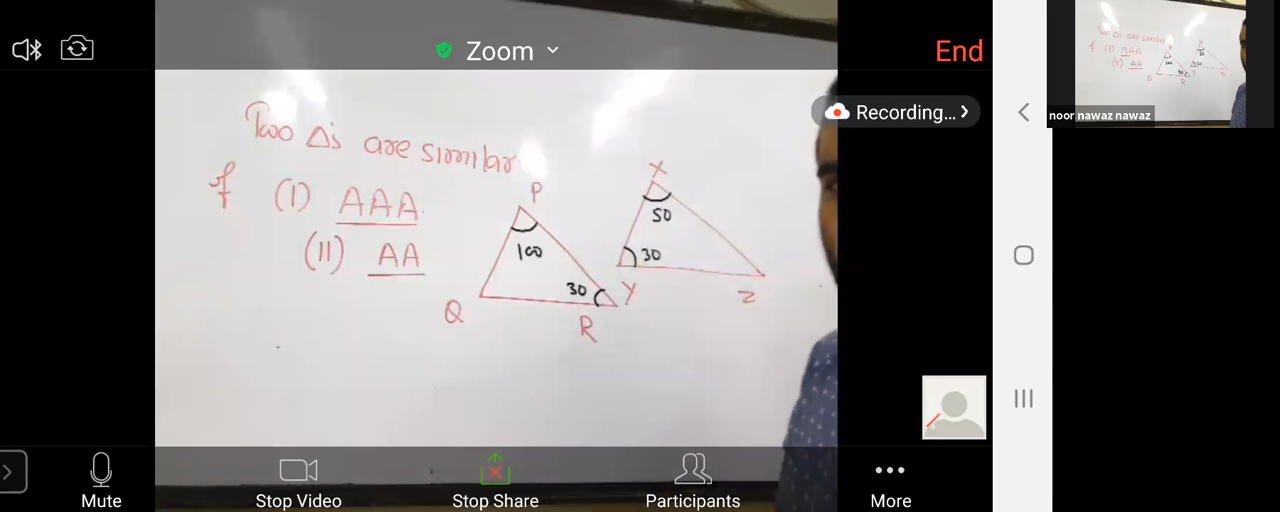 Zoom
End
Recording...
noor nawaz nawaz
Two Δs are similar
if (I) AAA
(II) AA
P
100
30
Q
R
X
50
30
Y
Z
Mute
Stop Video
Stop Share
Participants
More